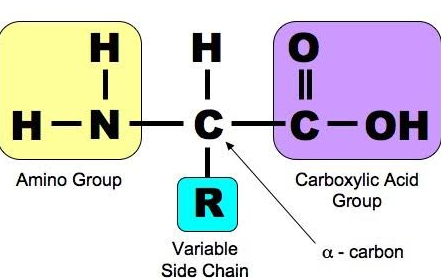 H H O
H N C C OH
Amino Group
R
Carboxylic Acid
Group
Variable
Side Chain
α - carbon